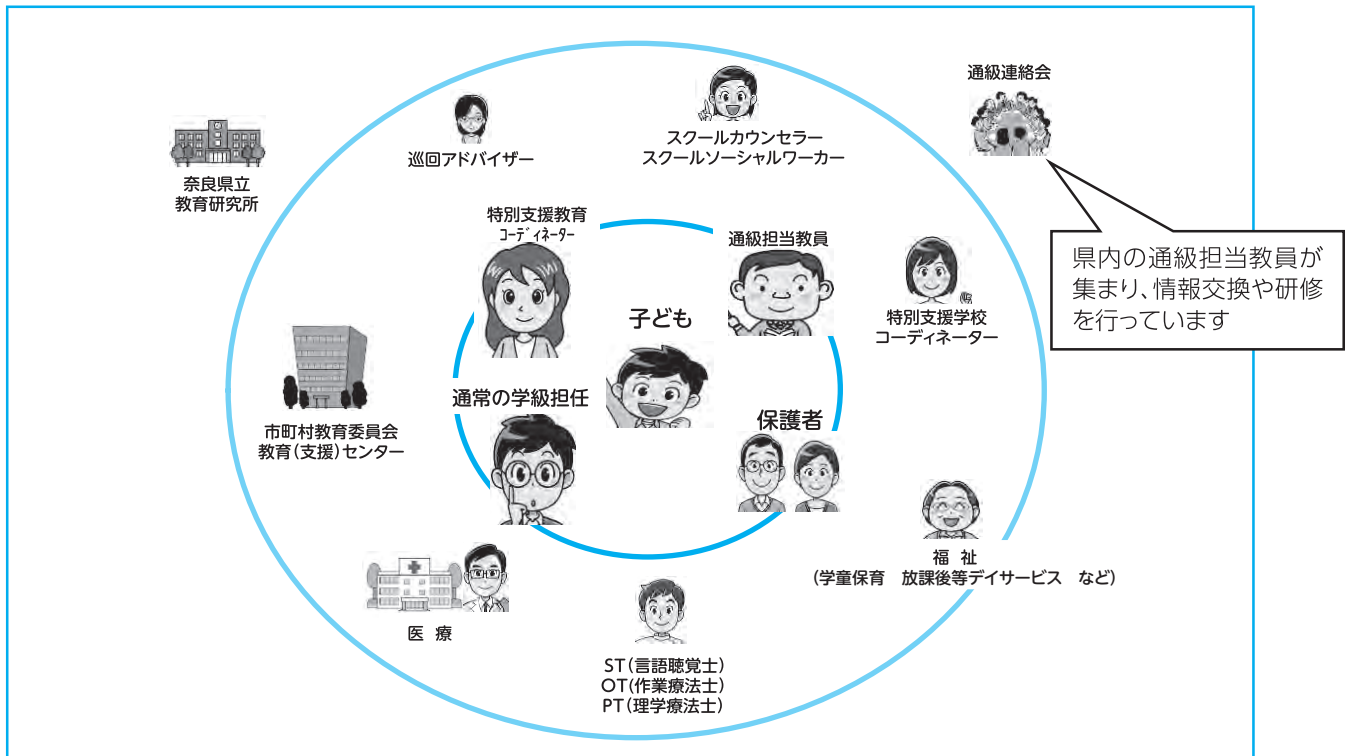 通級連絡会
スクールカウンセラー
スクールソーシャルワーカー
巡回アドバイザー
奈良県立
教育研究所
特別支援教育
コーディネーター
通級担当教員
県内の通級担当教員が
集まり、情報交換や研修
を行っています
子ども
特別支援学校
コーディネーター
通常の学級担任
保護者
市町村教育委員会
教育(支援)センター
福 祉
(学童保育 放課後等デイサービス など)
医 療
ST(言語聴覚士)
OT(作業療法士)
PT(理学療法士)